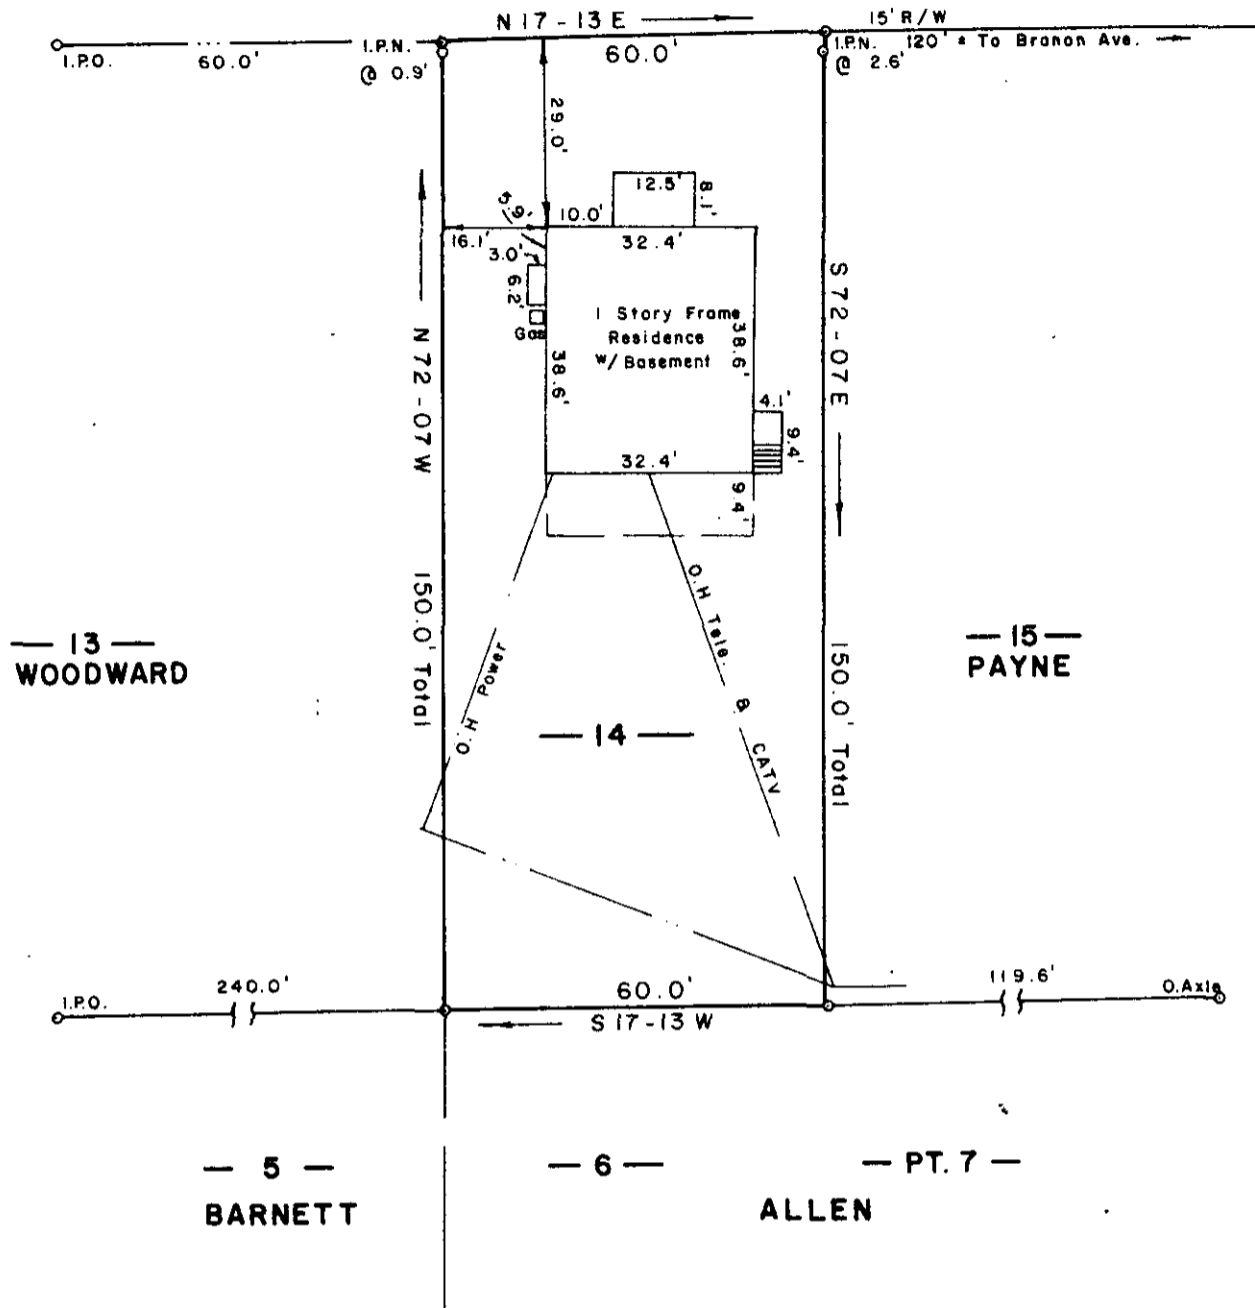 N 17-13 E
15' R/W
I.P.O.
60.0'
I.P.N.
@ 0.9'
60.0'
I.P.N.
@ 2.6'
120' ± To Branon Ave.
29.0'
12.5'
8.1'
5.9'
10.0'
16.1'
32.4'
3.0'
6.2'
Gas
1 Story Frame
Residence
W/ Basement
38.6'
38.6'
4.1'
9.4'
32.4'
9.4'
N 72-07 W
S 72-07 E
150.0' Total
150.0' Total
O.H Power
O.H Tele. & CATV
— 13 —
WOODWARD
— 14 —
— 15 —
PAYNE
I.P.O.
240.0'
60.0'
119.6'
O.Axle
S 17-13 W
— 5 —
BARNETT
— 6 —
— PT. 7 —
ALLEN